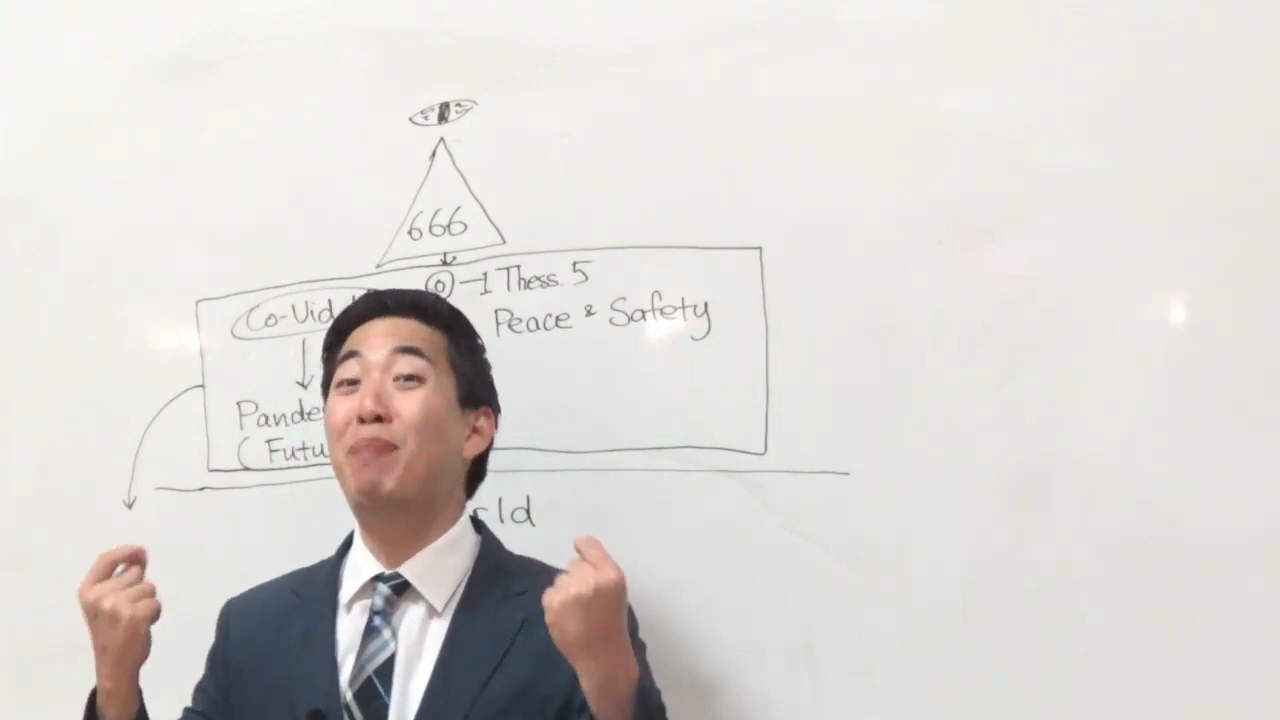 666
-1 Thess. 5
Co-Vid
Peace & Safety
Pande
(Futu
rld